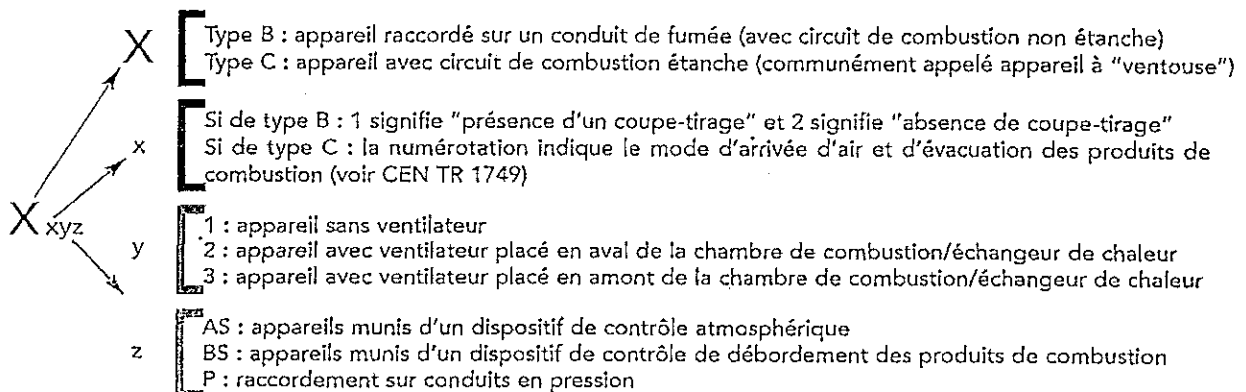 X
Type B : appareil raccordé sur un conduit de fumée (avec circuit de combustion non étanche)
Type C : appareil avec circuit de combustion étanche (communément appelé appareil à "ventouse")
x
Si de type B : 1 signifie "présence d'un coupe-tirage" et 2 signifie "absence de coupe-tirage"
Si de type C : la numérotation indique le mode d'arrivée d'air et d'évacuation des produits de
combustion (voir CEN TR 1749)
X xyz
y
1 : appareil sans ventilateur
2 : appareil avec ventilateur placé en aval de la chambre de combustion/échangeur de chaleur
3 : appareil avec ventilateur placé en amont de la chambre de combustion/échangeur de chaleur
z
AS : appareils munis d'un dispositif de contrôle atmosphérique
BS : appareils munis d'un dispositif de contrôle de débordement des produits de combustion
P : raccordement sur conduits en pression